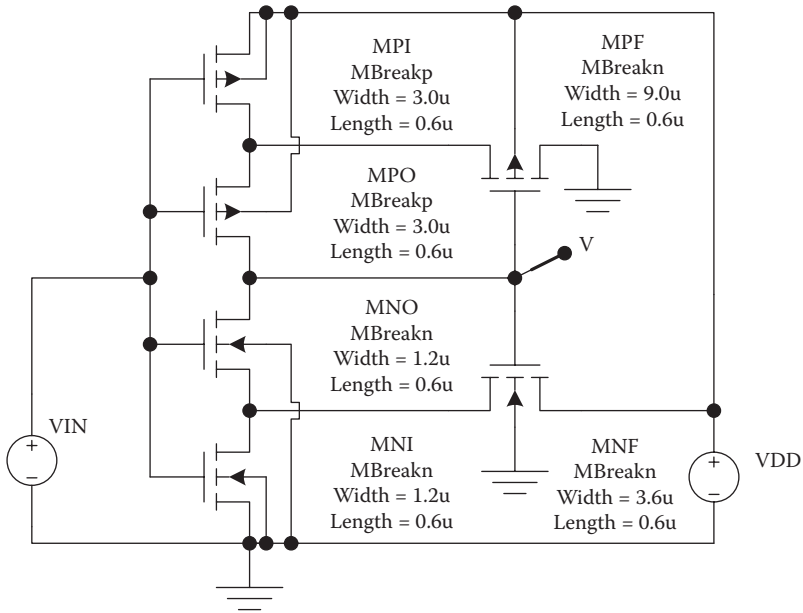 MPI
MBreakp
Width = 3.0u
Length = 0.6u
MPF
MBreakn
Width = 9.0u
Length = 0.6u
MPO
MBreakp
Width = 3.0u
Length = 0.6u
V
MNO
MBreakn
Width = 1.2u
Length = 0.6u
VIN
+
−
MNI
MBreakn
Width = 1.2u
Length = 0.6u
MNF
MBreakn
Width = 3.6u
Length = 0.6u
+
−
VDD